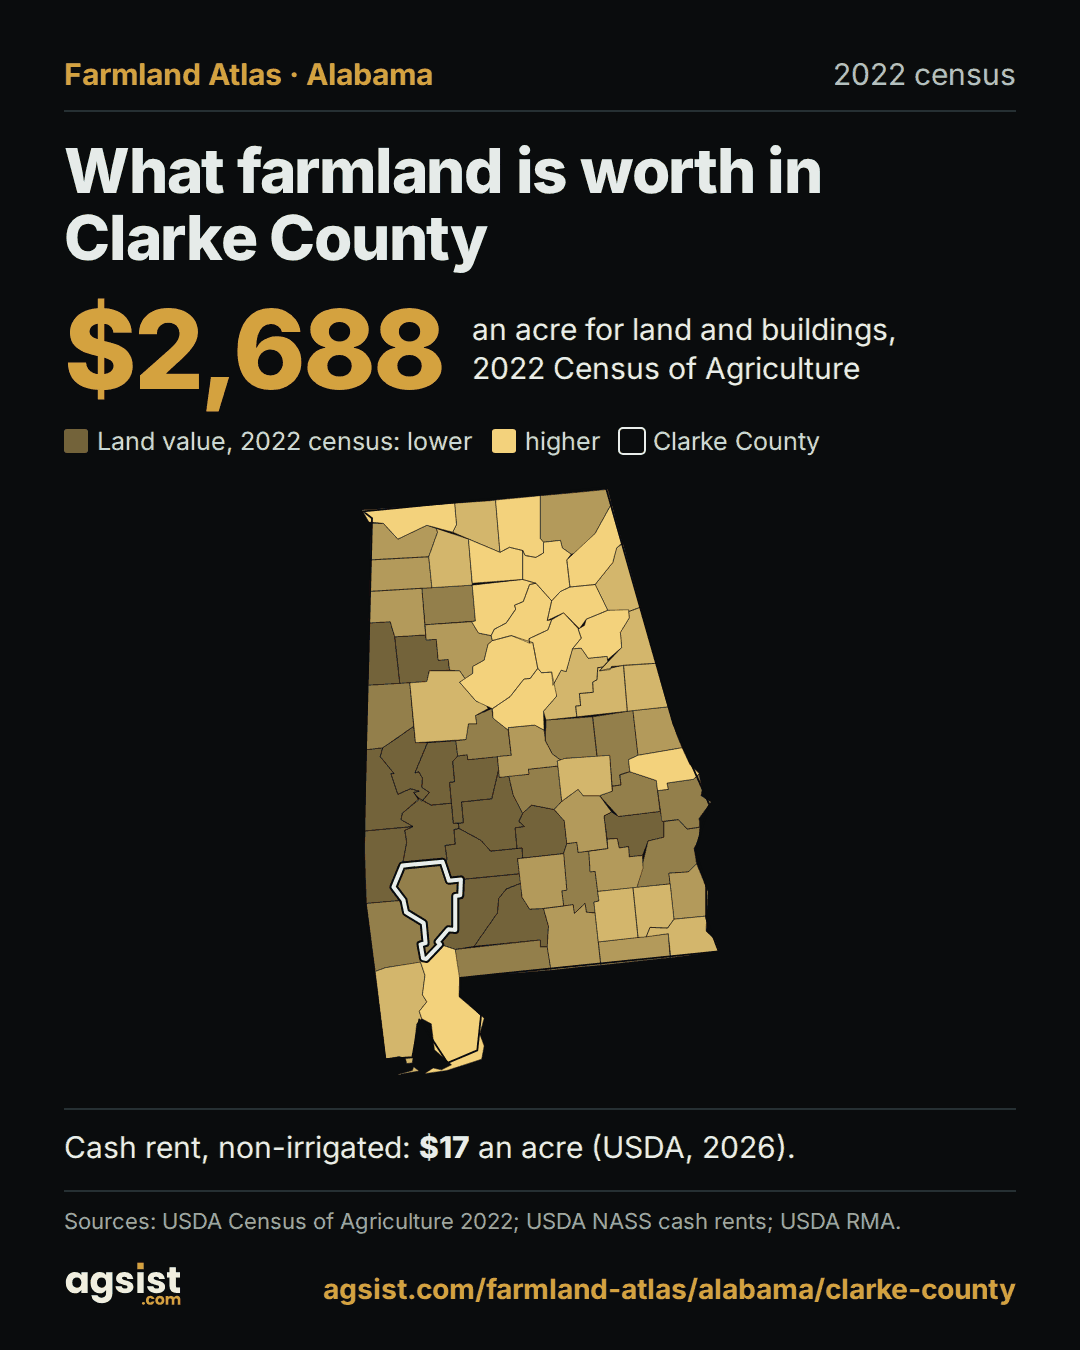 Farmland Atlas · Alabama
2022 census
What farmland is worth in
Clarke County
$2,688
an acre for land and buildings,
2022 Census of Agriculture
Land value, 2022 census: lower
higher
Clarke County
Cash rent, non-irrigated: $17 an acre (USDA, 2026).
Sources: USDA Census of Agriculture 2022; USDA NASS cash rents; USDA RMA.
agsist
.com
agsist.com/farmland-atlas/alabama/clarke-county